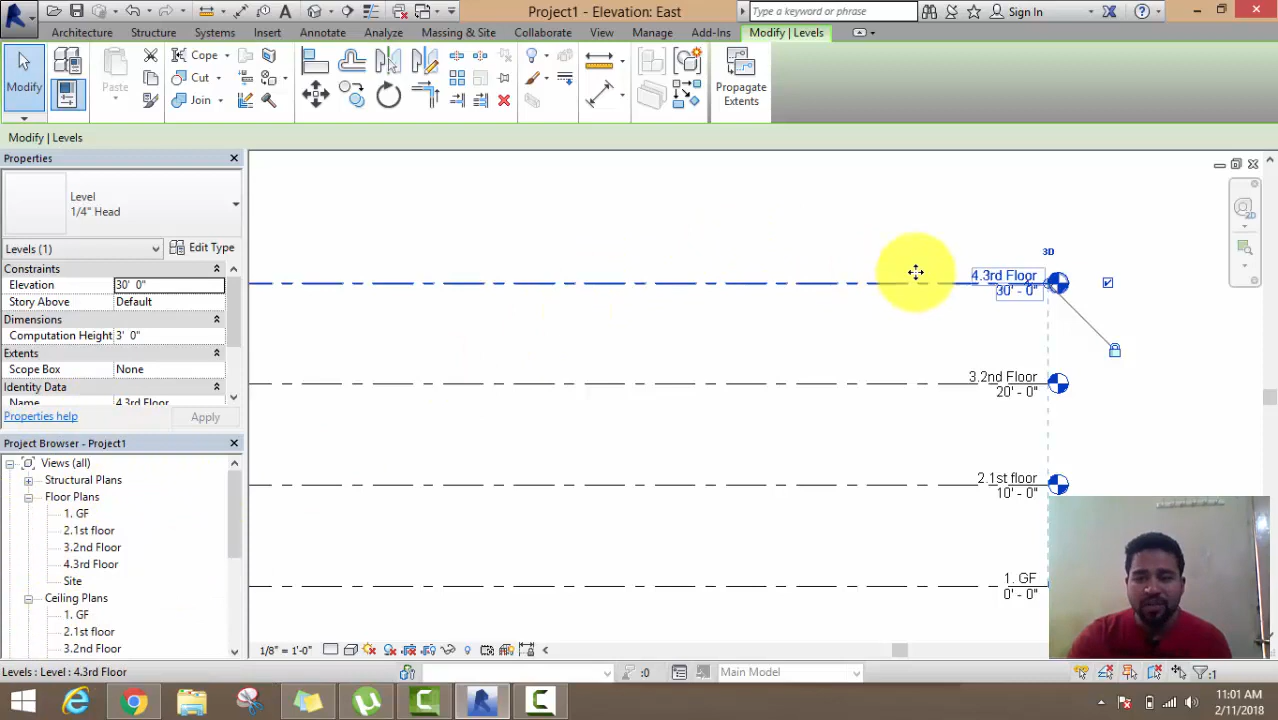 Project1 - Elevation: East
Type a keyword or phrase
Sign In
Architecture Structure Systems Insert Annotate Analyze Massing & Site Collaborate View Manage Add-Ins Modify | Levels
Modify
Paste
Cope
Cut
Join
Propagate
Extents
Modify | Levels
Properties
Level
1/4" Head
Levels (1)
Edit Type
Constraints
Elevation 30' 0"
Story Above Default
Dimensions
Computation Height 3' 0"
Extents
Scope Box None
Identity Data
Name 4.3rd Floor
Properties help
Apply
Project Browser - Project1
Views (all)
Structural Plans
Floor Plans
1. GF
2.1st floor
3.2nd Floor
4.3rd Floor
Site
Ceiling Plans
1. GF
2.1st floor
3.2nd Floor
2D
3D
4.3rd Floor
30' - 0"
3.2nd Floor
20' - 0"
2.1st floor
10' - 0"
1. GF
0' - 0"
1/8" = 1'-0"
Levels : Level : 4.3rd Floor
:0
Main Model
:1
11:01 AM
2/11/2018